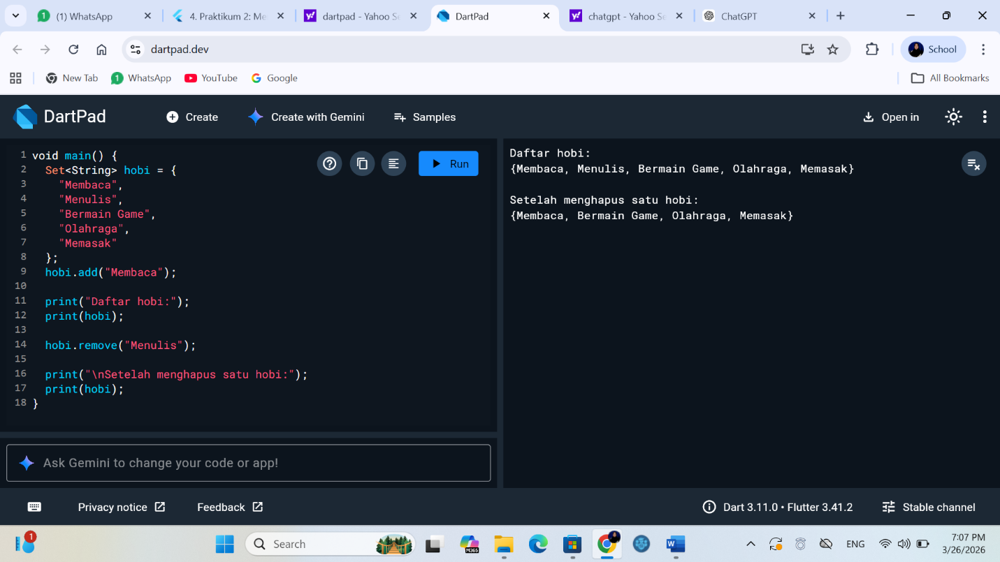 (1) WhatsApp
4. Praktikum 2: Me
dartpad - Yahoo Se
DartPad
chatgpt - Yahoo Se
ChatGPT
dartpad.dev
School
New Tab
WhatsApp
YouTube
Google
All Bookmarks
DartPad
Create
Create with Gemini
Samples
Open in
Run
1 void main() {
2 Set<String> hobi = {
3 "Membaca",
4 "Menulis",
5 "Bermain Game",
6 "Olahraga",
7 "Memasak"
8 };
9 hobi.add("Membaca");
10
11 print("Daftar hobi:");
12 print(hobi);
13
14 hobi.remove("Menulis");
15
16 print("\nSetelah menghapus satu hobi:");
17 print(hobi);
18 }
Daftar hobi:
{Membaca, Menulis, Bermain Game, Olahraga, Memasak}
Setelah menghapus satu hobi:
{Membaca, Bermain Game, Olahraga, Memasak}
Ask Gemini to change your code or app!
Privacy notice
Feedback
Dart 3.11.0 • Flutter 3.41.2
Stable channel
1
Search
M365
ENG
7:07 PM
3/26/2026